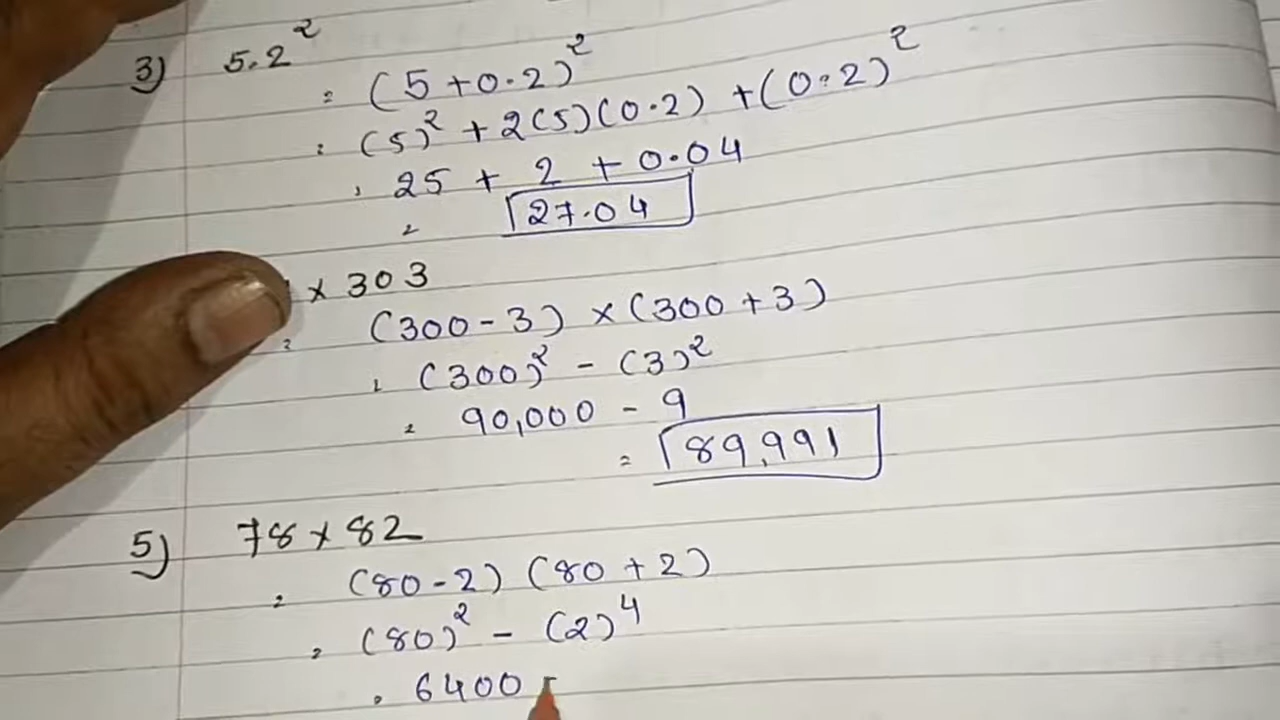 3) 5.2²
= (5 + 0.2)²
= (5)² + 2(5)(0.2) + (0.2)²
= 25 + 2 + 0.04
= 27.04
× 303
= (300 - 3) × (300 + 3)
= (300)² - (3)²
= 90,000 - 9
= 89,991
5) 78 × 82
= (80 - 2) (80 + 2)
= (80)² - (2)⁴
= 6400 -